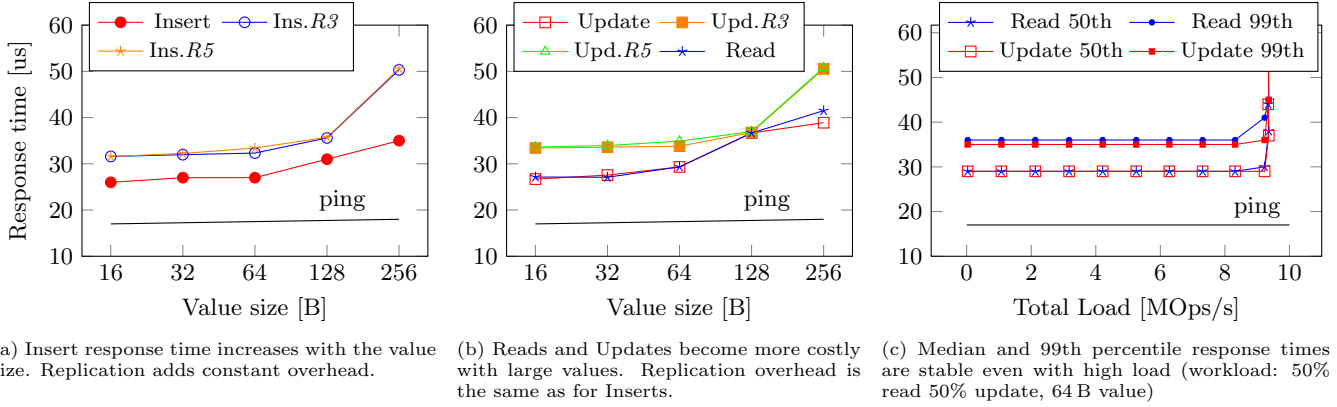 Response time [us]
60
50
40
30
20
10
Insert
Ins.R3
Ins.R5
ping
16 32 64 128 256
Value size [B]
a) Insert response time increases with the value
ize. Replication adds constant overhead.
60
50
40
30
20
10
Update
Upd.R3
Upd.R5
Read
ping
16 32 64 128 256
Value size [B]
(b) Reads and Updates become more costly
with large values. Replication overhead is
the same as for Inserts.
60
50
40
30
20
10
Read 50th
Read 99th
Update 50th
Update 99th
ping
0 2 4 6 8 10
Total Load [MOps/s]
(c) Median and 99th percentile response times
are stable even with high load (workload: 50%
read 50% update, 64 B value)